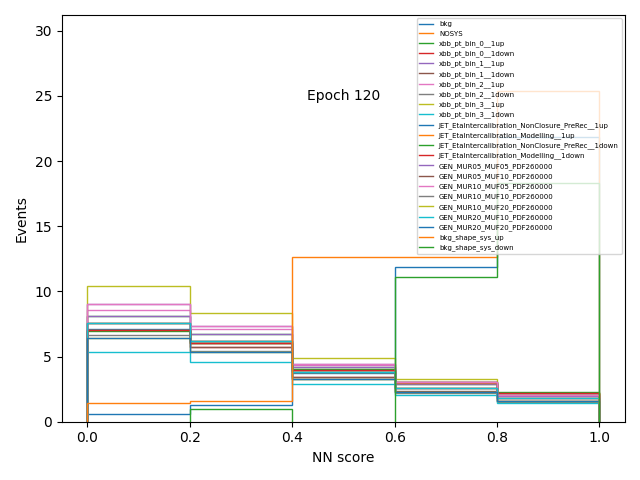 bkg
NOSYS
xbb_pt_bin_0__1up
xbb_pt_bin_0__1down
xbb_pt_bin_1__1up
xbb_pt_bin_1__1down
xbb_pt_bin_2__1up
xbb_pt_bin_2__1down
xbb_pt_bin_3__1up
xbb_pt_bin_3__1down
JET_EtaIntercalibration_NonClosure_PreRec__1up
JET_EtaIntercalibration_Modelling__1up
JET_EtaIntercalibration_NonClosure_PreRec__1down
JET_EtaIntercalibration_Modelling__1down
GEN_MUR05_MUF05_PDF260000
GEN_MUR05_MUF10_PDF260000
GEN_MUR10_MUF05_PDF260000
GEN_MUR10_MUF10_PDF260000
GEN_MUR10_MUF20_PDF260000
GEN_MUR20_MUF10_PDF260000
GEN_MUR20_MUF20_PDF260000
bkg_shape_sys_up
bkg_shape_sys_down
Epoch 120
Events
30
25
20
15
10
5
0
0.0 0.2 0.4 0.6 0.8 1.0
NN score